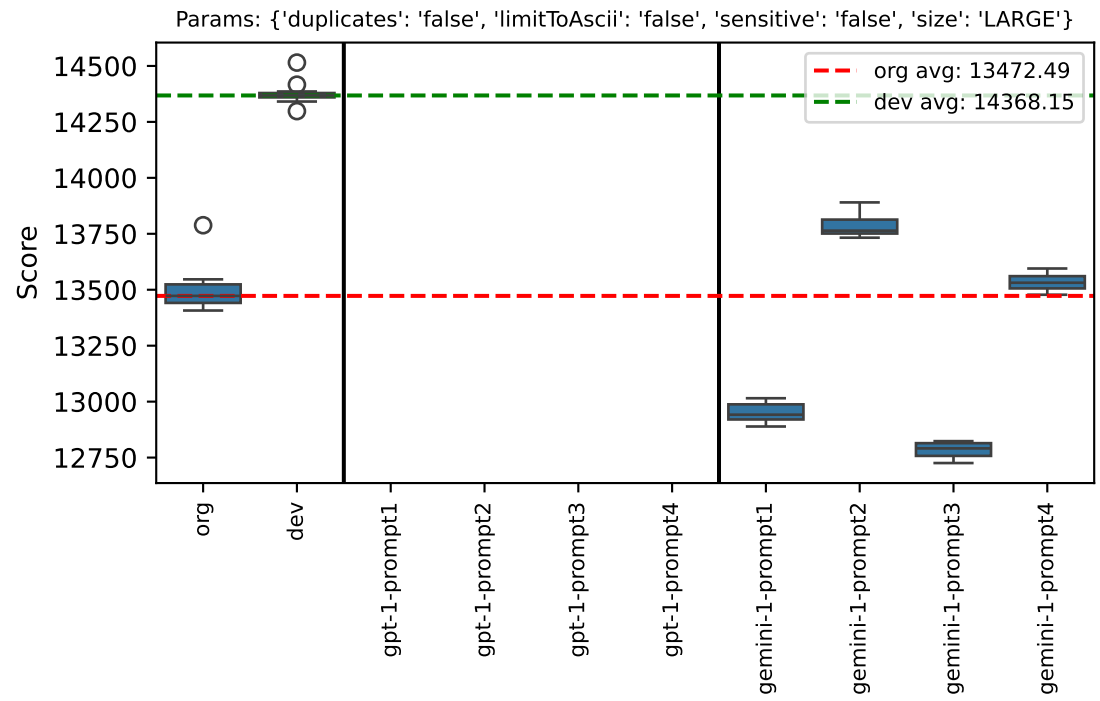 Params: {'duplicates': 'false', 'limitToAscii': 'false', 'sensitive': 'false', 'size': 'LARGE'}
org avg: 13472.49
dev avg: 14368.15
Score
14500
14250
14000
13750
13500
13250
13000
12750
org
dev
gpt-1-prompt1
gpt-1-prompt2
gpt-1-prompt3
gpt-1-prompt4
gemini-1-prompt1
gemini-1-prompt2
gemini-1-prompt3
gemini-1-prompt4